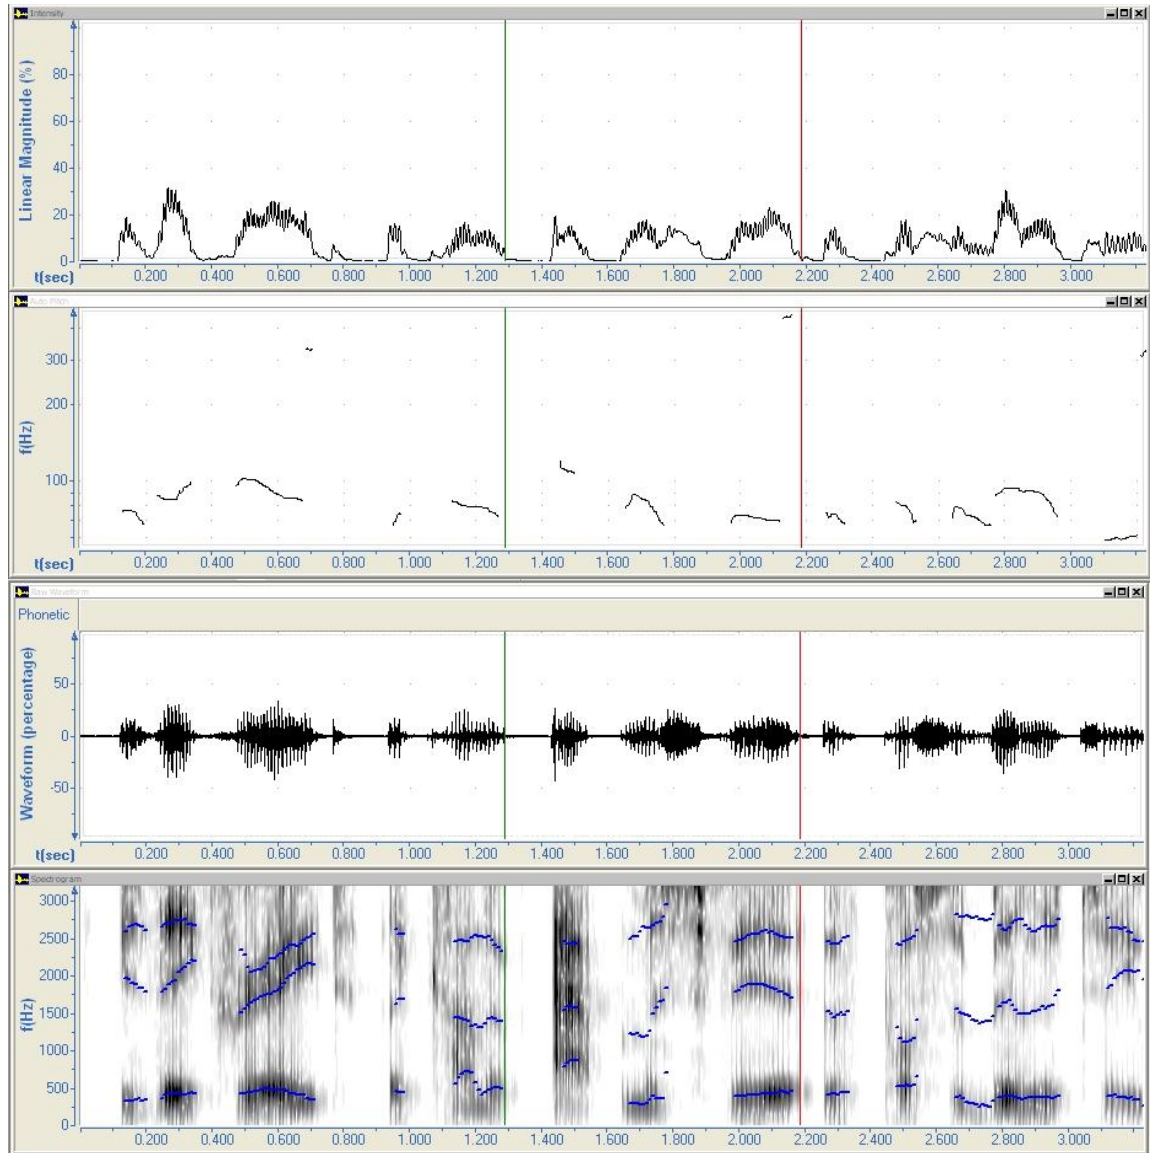 Intensity
Linear Magnitude (%)
80
60
40
20
0
t(sec) 0.200 0.400 0.600 0.800 1.000 1.200 1.400 1.600 1.800 2.000 2.200 2.400 2.600 2.800 3.000
Auto Pitch
f(Hz)
300
200
100
t(sec) 0.200 0.400 0.600 0.800 1.000 1.200 1.400 1.600 1.800 2.000 2.200 2.400 2.600 2.800 3.000
Raw Waveform
Phonetic
Waveform (percentage)
50
0
-50
t(sec) 0.200 0.400 0.600 0.800 1.000 1.200 1.400 1.600 1.800 2.000 2.200 2.400 2.600 2.800 3.000
Spectrogram
f(Hz)
3000
2500
2000
1500
1000
500
0
t(sec) 0.200 0.400 0.600 0.800 1.000 1.200 1.400 1.600 1.800 2.000 2.200 2.400 2.600 2.800 3.000